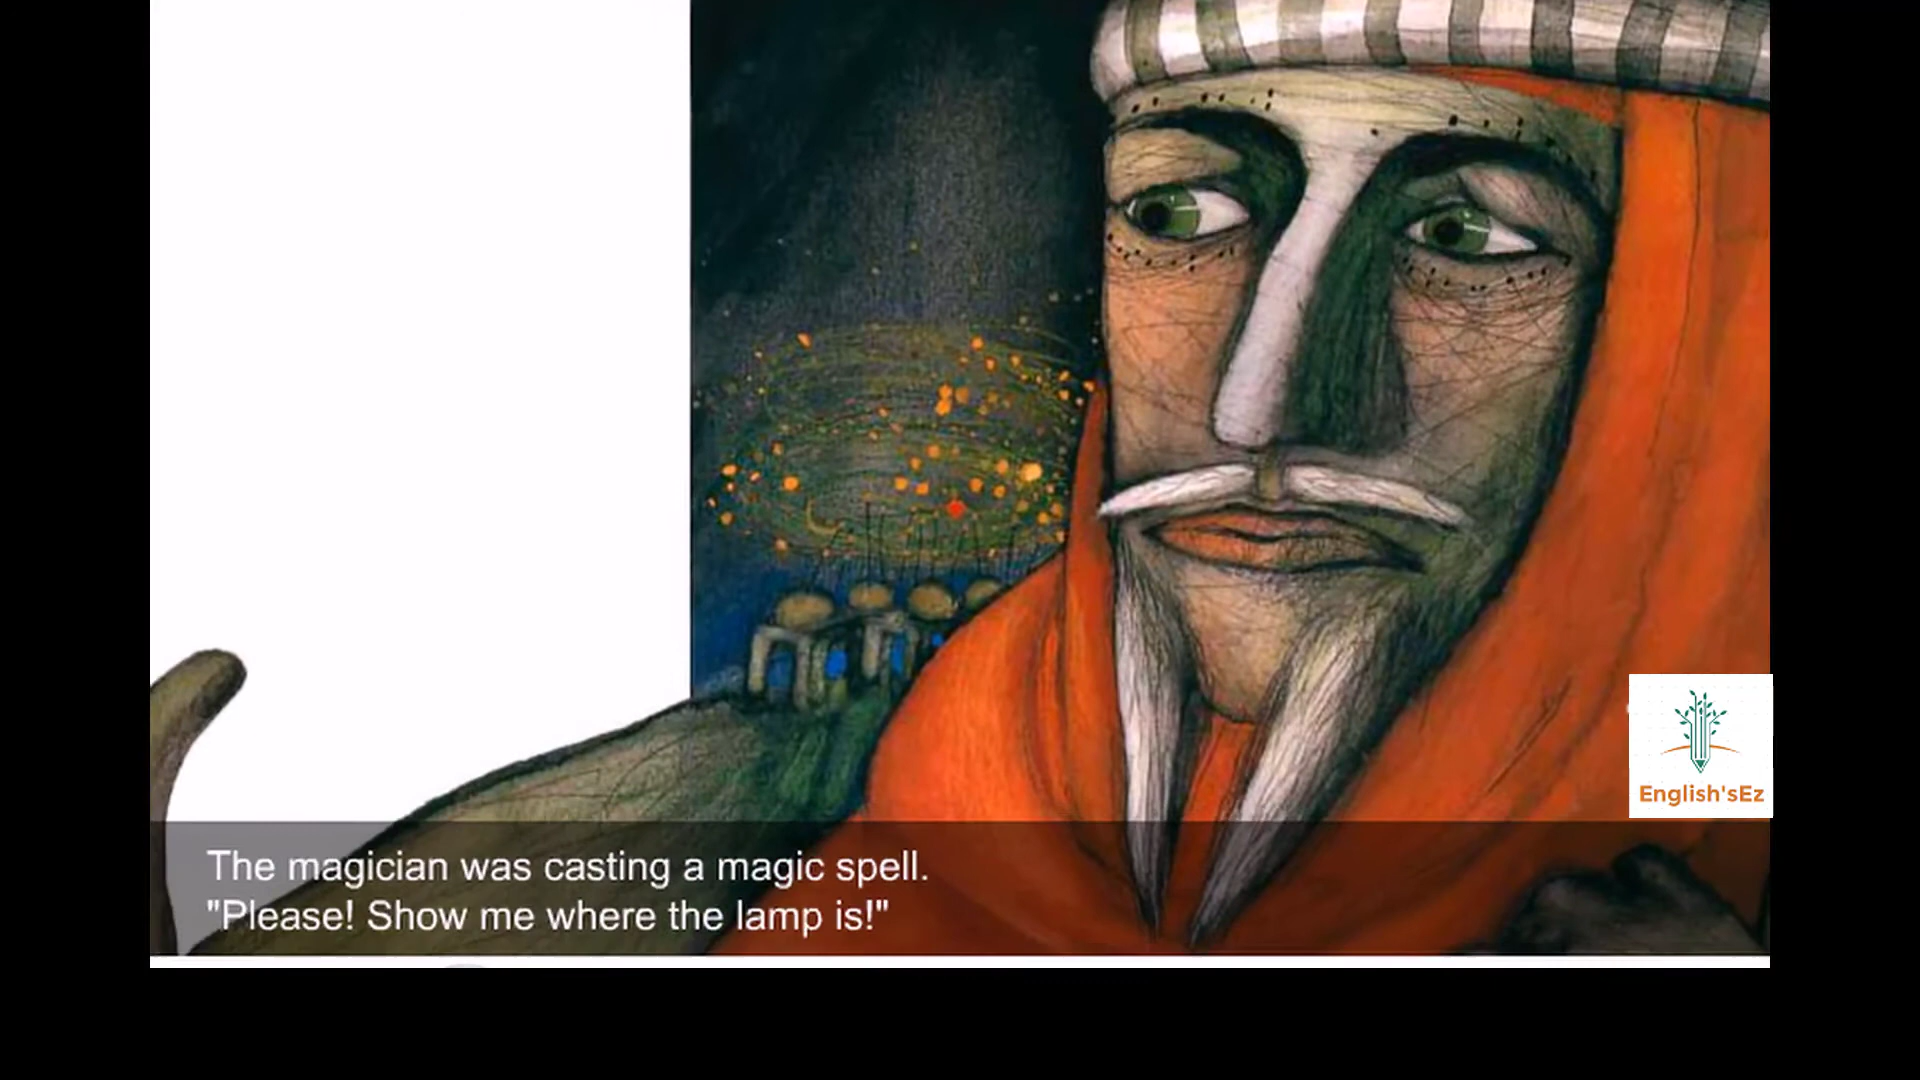 English'sEz
The magician was casting a magic spell.
"Please! Show me where the lamp is!"